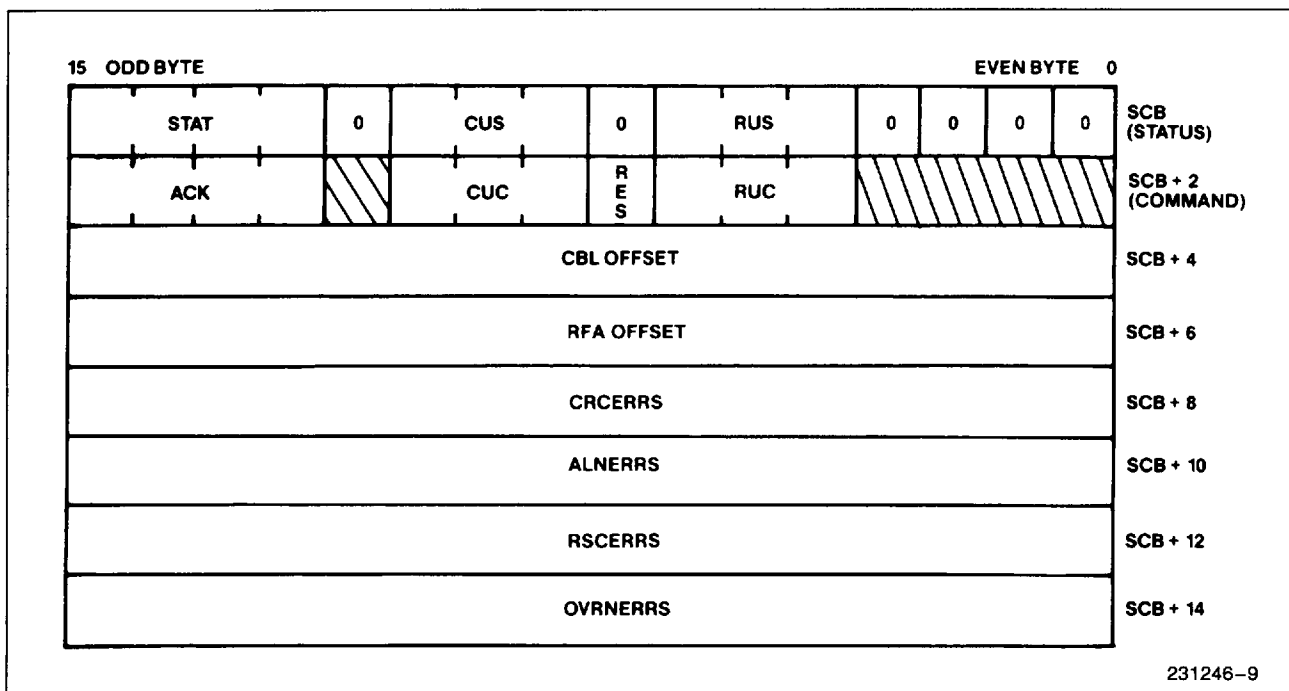 15 ODD BYTE EVEN BYTE 0
STAT 0 CUS 0 RUS 0 0 0 0 SCB (STATUS)
ACK CUC RES RUC SCB + 2 (COMMAND)
CBL OFFSET SCB + 4
RFA OFFSET SCB + 6
CRCERRS SCB + 8
ALNERRS SCB + 10
RSCERRS SCB + 12
OVRNERRS SCB + 14
231246–9